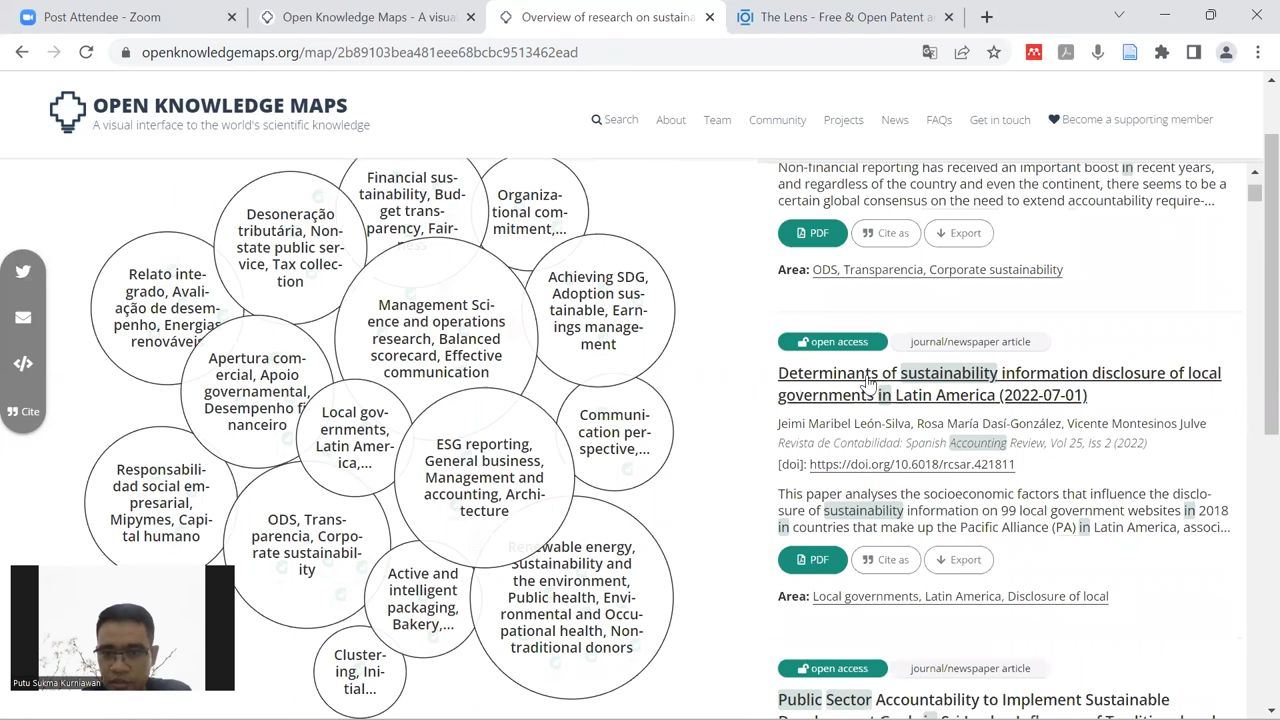 Post Attendee - Zoom
Open Knowledge Maps - A visual
Overview of research on sustaina
The Lens - Free & Open Patent a
openknowledgemaps.org/map/2b89103bea481eee68bcbc9513462ead
OPEN KNOWLEDGE MAPS
A visual interface to the world's scientific knowledge
Search
About
Team
Community
Projects
News
FAQs
Get in touch
Become a supporting member
Cite
Financial sus-
tainability, Bud-
get trans-
parency, Fair-
ness
Organiza-
tional com-
mitment,...
Desoneração
tributária, Non-
state public ser-
vice, Tax collec-
tion
Relato inte-
grado, Avali-
ação de desem-
penho, Energias
renováveis
Management Sci-
ence and operations
research, Balanced
scorecard, Effective
communication
Achieving SDG,
Adoption sus-
tainable, Earn-
ings manage-
ment
Apertura com-
ercial, Apoio
governamental,
Desempenho fi
nanceiro
Local gov-
ernments,
Latin Amer-
ica,...
ESG reporting,
General business,
Management and
accounting, Archi-
tecture
Communi-
cation per-
spective,...
Responsabili-
dad social em-
presarial,
Mipymes, Capi-
tal humano
ODS, Trans-
parencia, Corpo-
rate sustainabil-
ity
Active and
intelligent
packaging,
Bakery,...
Renewable energy,
Sustainability and
the environment,
Public health, Envi-
ronmental and Occu-
pational health, Non-
traditional donors
Cluster-
ing, Ini-
tial...
Putu Sukma Kurniawan
Non-financial reporting has received an important boost in recent years,
and regardless of the country and even the continent, there seems to be a
certain global consensus on the need to extend accountability require-...
PDF
Cite as
Export
Area: ODS, Transparencia, Corporate sustainability
open access
journal/newspaper article
Determinants of sustainability information disclosure of local
governments in Latin America (2022-07-01)
Jeimi Maribel León-Silva, Rosa María Dasí-González, Vicente Montesinos Julve
Revista de Contabilidad: Spanish Accounting Review, Vol 25, Iss 2 (2022)
[doi]: https://doi.org/10.6018/rcsar.421811
This paper analyses the socioeconomic factors that influence the disclo-
sure of sustainability information on 99 local government websites in 2018
in countries that make up the Pacific Alliance (PA) in Latin America, associ...
PDF
Cite as
Export
Area: Local governments, Latin America, Disclosure of local
open access
journal/newspaper article
Public Sector Accountability to Implement Sustainable